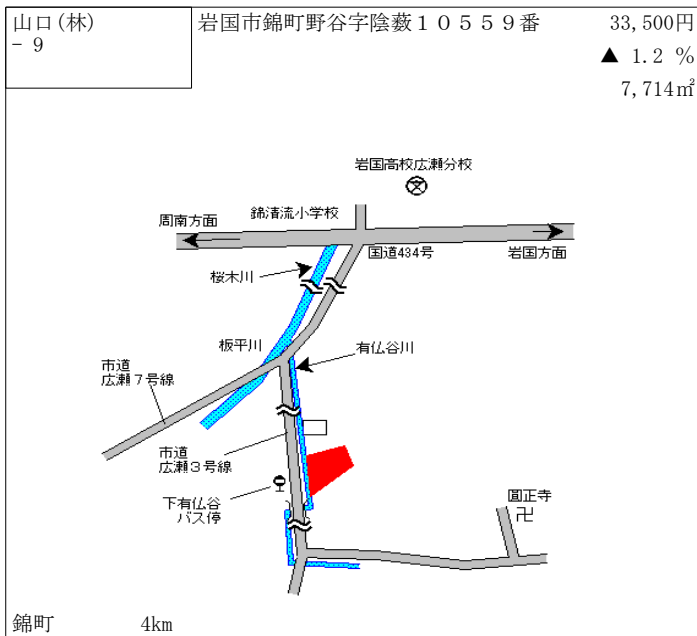 山口(林)
- 9
岩国市錦町野谷字陰薮１０５５９番
33,500円
▲ 1.2 %
7,714㎡
岩国高校広瀬分校
錦清流小学校
周南方面
国道434号
岩国方面
桜木川
板平川
有仏谷川
市道
広瀬７号線
市道
広瀬３号線
下有仏谷
バス停
圓正寺
卍
錦町 4km